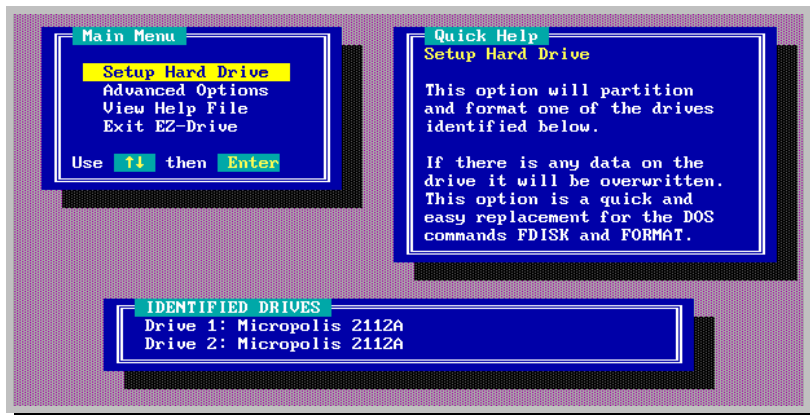 Main Menu
Setup Hard Drive
Advanced Options
View Help File
Exit EZ-Drive
Use ↑↓ then Enter
Quick Help
Setup Hard Drive
This option will partition
and format one of the drives
identified below.
If there is any data on the
drive it will be overwritten.
This option is a quick and
easy replacement for the DOS
commands FDISK and FORMAT.
IDENTIFIED DRIVES
Drive 1: Micropolis 2112A
Drive 2: Micropolis 2112A